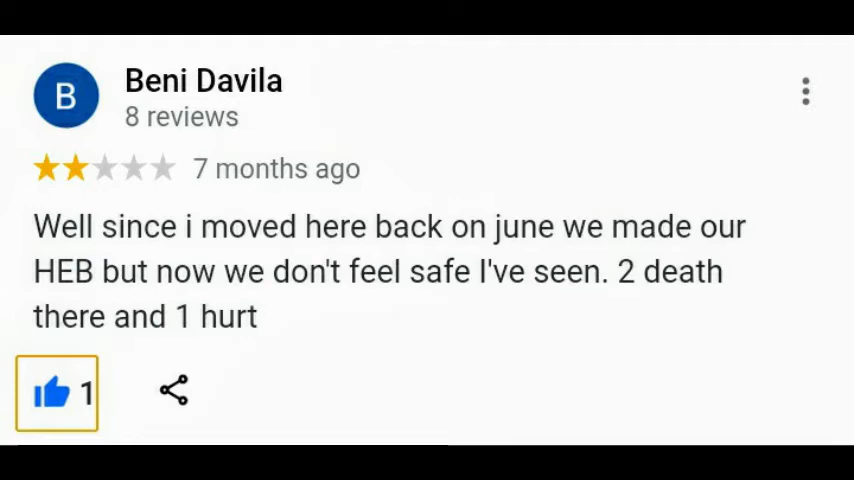 B
Beni Davila
8 reviews
7 months ago
Well since i moved here back on june we made our
HEB but now we don't feel safe I've seen. 2 death
there and 1 hurt
1